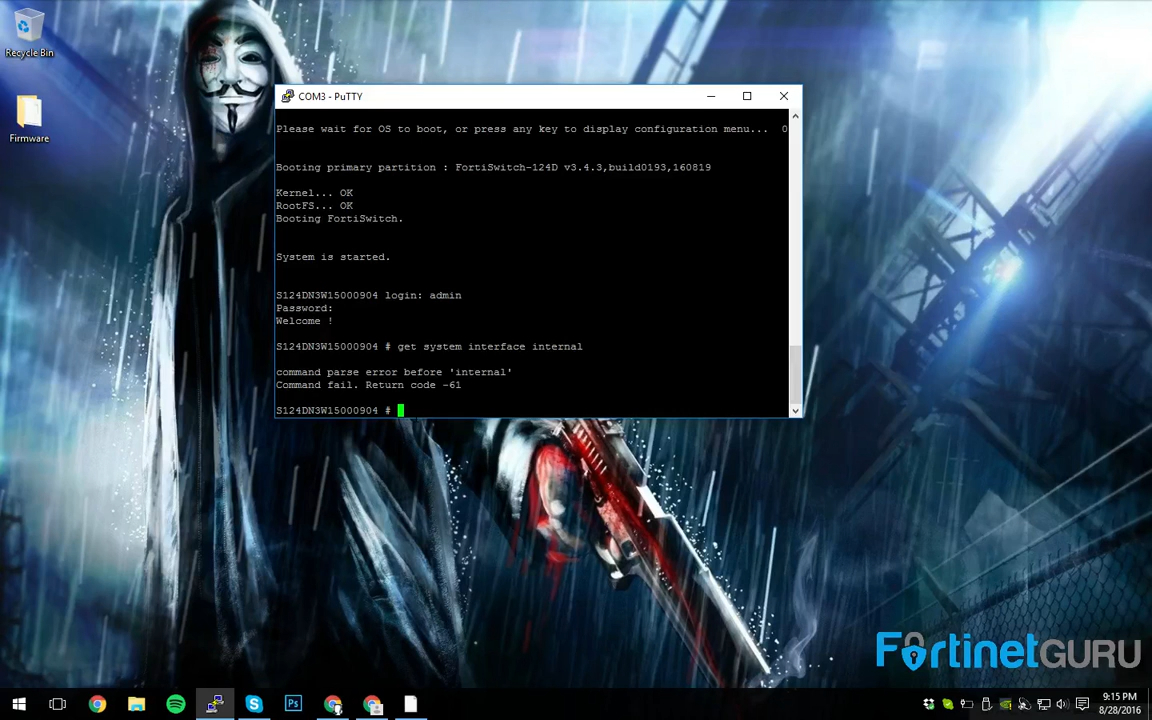 Recycle Bin
Firmware
COM3 - PuTTY
Please wait for OS to boot, or press any key to display configuration menu... 0
Booting primary partition : FortiSwitch-124D v3.4.3,build0193,160819
Kernel... OK
RootFS... OK
Booting FortiSwitch.
System is started.
S124DN3W15000904 login: admin
Password:
Welcome !
S124DN3W15000904 # get system interface internal
command parse error before 'internal'
Command fail. Return code -61
S124DN3W15000904 #
FortinetGURU
Ps
9:15 PM
8/28/2016